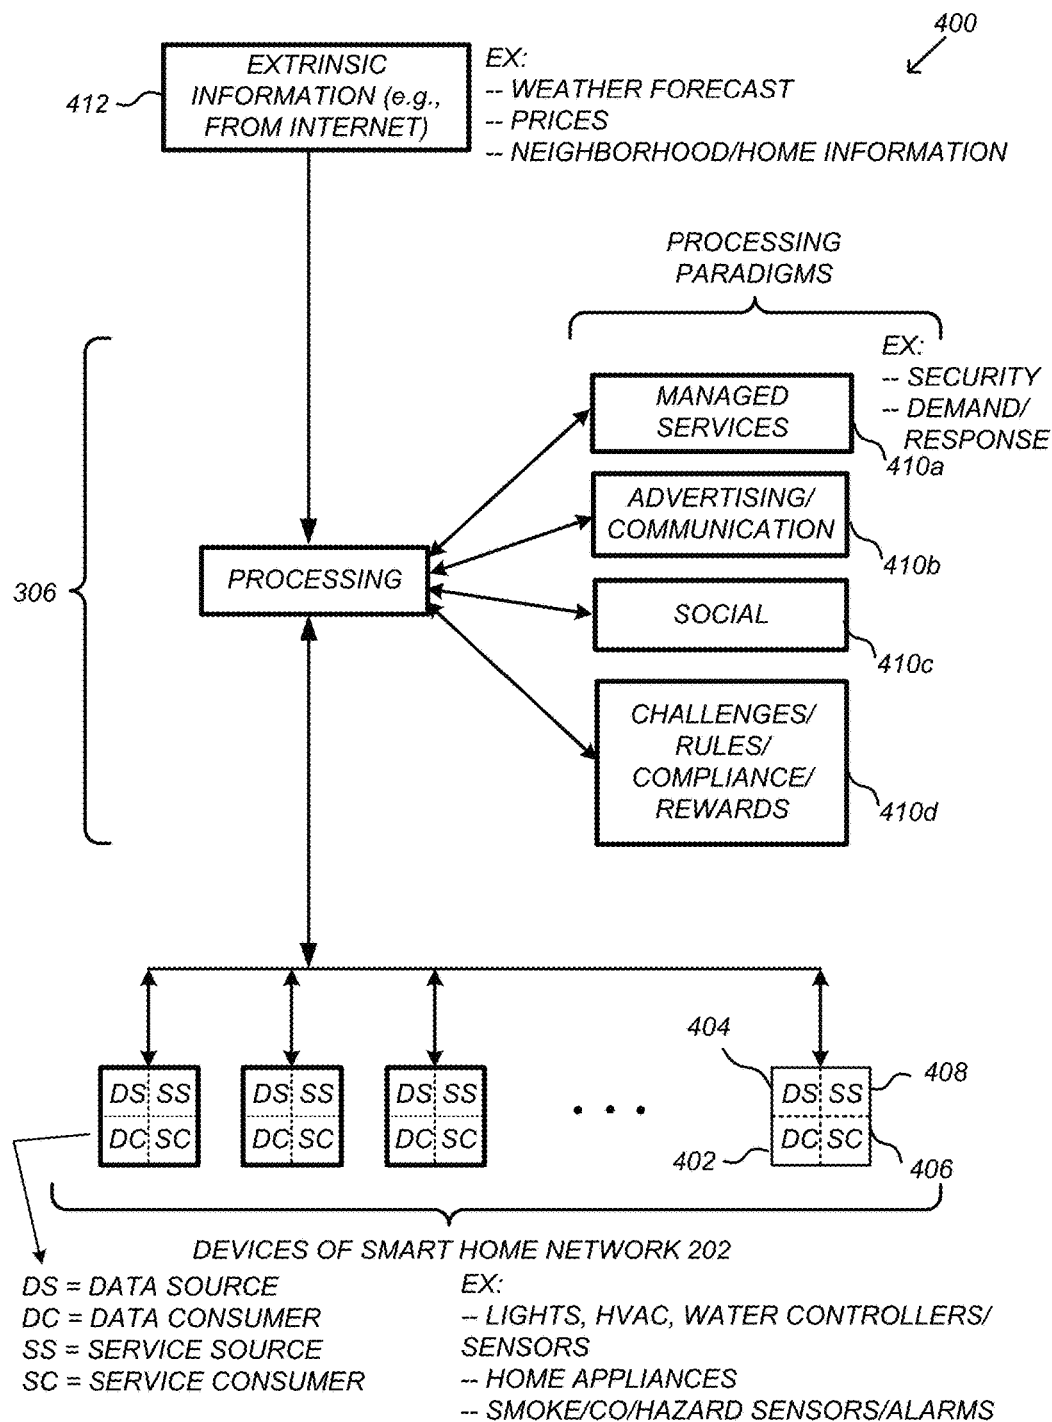 400
EXTRINSIC
INFORMATION (e.g.,
FROM INTERNET)
412
EX:
-- WEATHER FORECAST
-- PRICES
-- NEIGHBORHOOD/HOME INFORMATION
PROCESSING
PARADIGMS
EX:
-- SECURITY
-- DEMAND/
RESPONSE
MANAGED
SERVICES
410a
ADVERTISING/
COMMUNICATION
410b
306
PROCESSING
SOCIAL
410c
CHALLENGES/
RULES/
COMPLIANCE/
REWARDS
410d
404
408
DS SS
DC SC
DS SS
DC SC
DS SS
DC SC
. . .
DS SS
DC SC
402
406
DEVICES OF SMART HOME NETWORK 202
DS = DATA SOURCE
DC = DATA CONSUMER
SS = SERVICE SOURCE
SC = SERVICE CONSUMER
EX:
-- LIGHTS, HVAC, WATER CONTROLLERS/
SENSORS
-- HOME APPLIANCES
-- SMOKE/CO/HAZARD SENSORS/ALARMS